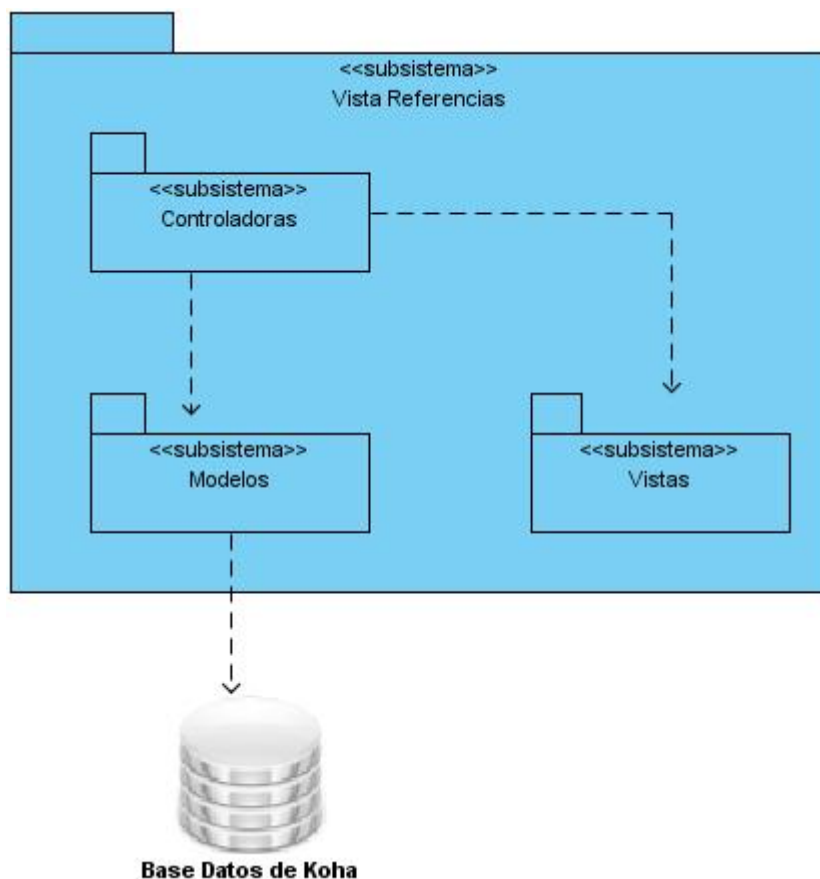 <<subsistema>>
Vista Referencias
<<subsistema>>
Controladoras
<<subsistema>>
Modelos
<<subsistema>>
Vistas
Base Datos de Koha